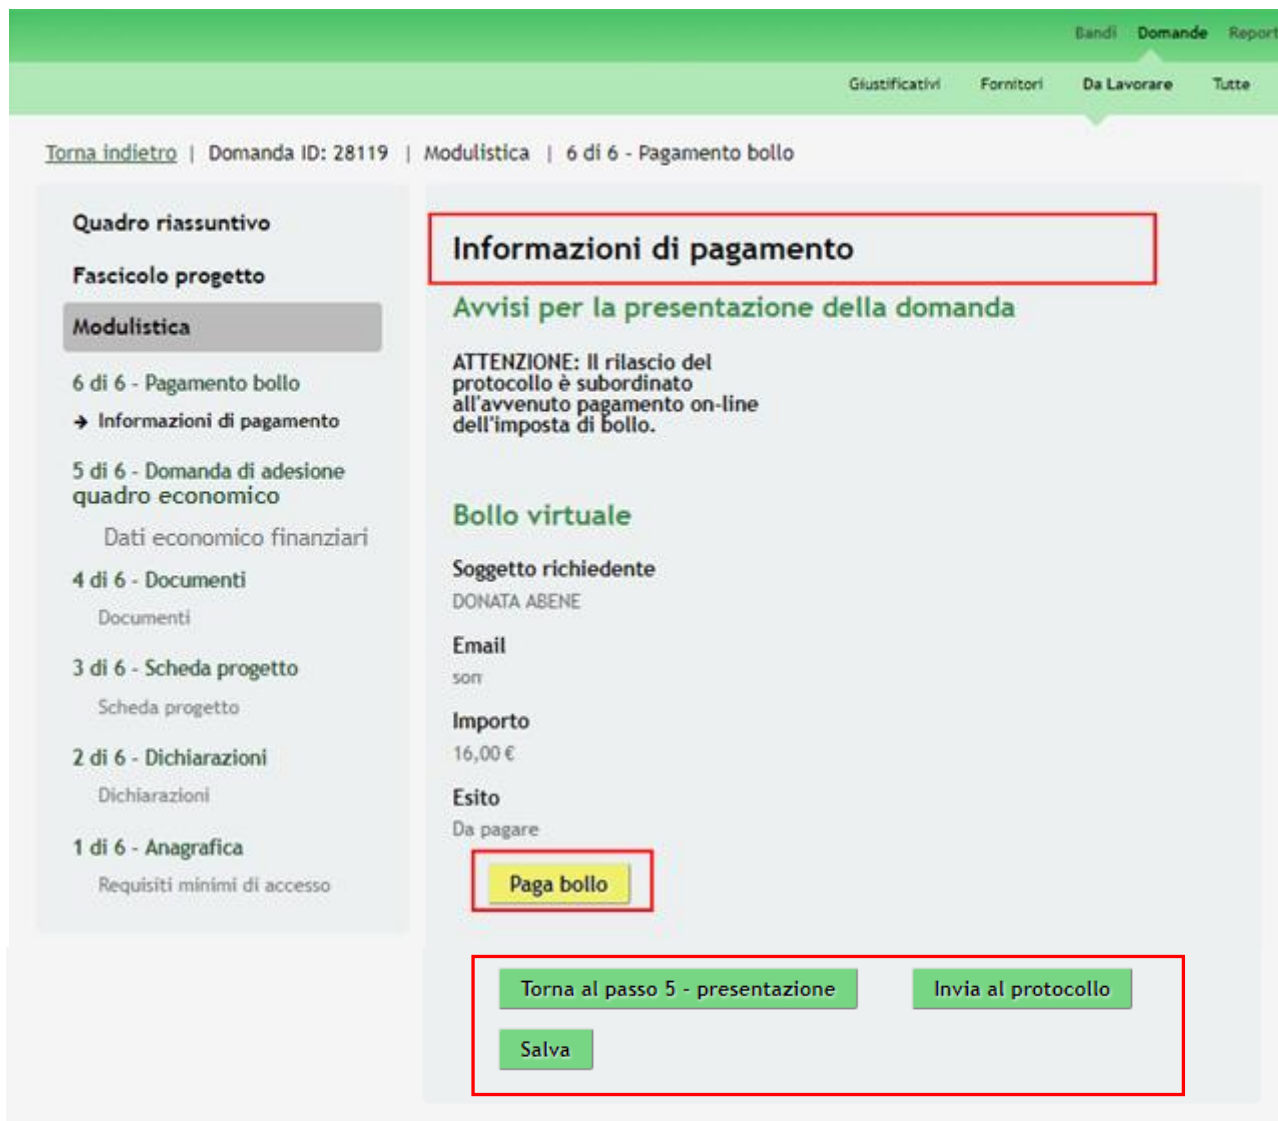 Bandi Domande Report
Giustificativi Fornitori Da Lavorare Tutte
Torna indietro | Domanda ID: 28119 | Modulistica | 6 di 6 - Pagamento bollo
Quadro riassuntivo
Fascicolo progetto
Modulistica
6 di 6 - Pagamento bollo
→ Informazioni di pagamento
5 di 6 - Domanda di adesione
quadro economico
Dati economico finanziari
4 di 6 - Documenti
Documenti
3 di 6 - Scheda progetto
Scheda progetto
2 di 6 - Dichiarazioni
Dichiarazioni
1 di 6 - Anagrafica
Requisiti minimi di accesso
Informazioni di pagamento
Avvisi per la presentazione della domanda
ATTENZIONE: Il rilascio del
protocollo è subordinato
all'avvenuto pagamento on-line
dell'imposta di bollo.
Bollo virtuale
Soggetto richiedente
DONATA ABENE
Email
son
Importo
16,00 €
Esito
Da pagare
Paga bollo
Torna al passo 5 - presentazione Invia al protocollo
Salva